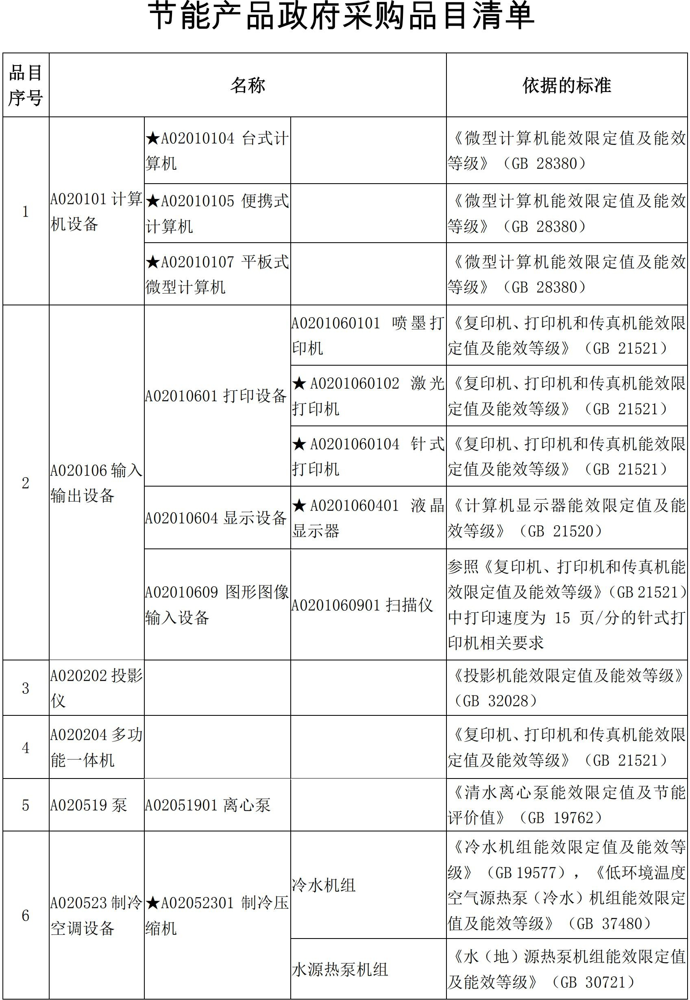 节能产品政府采购品目清单
品目
序号
名称
依据的标准
1
A020101 计算
机设备
★A02010104 台式计
算机
《微型计算机能效限定值及能效
等级》（GB 28380）
★A02010105 便携式
计算机
《微型计算机能效限定值及能效
等级》（GB 28380）
★A02010107 平板式
微型计算机
《微型计算机能效限定值及能效
等级》（GB 28380）
2
A020106 输入
输出设备
A02010601 打印设备
A0201060101 喷墨打
印机
《复印机、打印机和传真机能效限
定值及能效等级》（GB 21521）
★A0201060102 激光
打印机
《复印机、打印机和传真机能效限
定值及能效等级》（GB 21521）
★A0201060104 针式
打印机
《复印机、打印机和传真机能效限
定值及能效等级》（GB 21521）
A02010604 显示设备
★A0201060401 液晶
显示器
《计算机显示器能效限定值及能
效等级》（GB 21520）
A02010609 图形图像
输入设备
A0201060901 扫描仪
参照《复印机、打印机和传真机能
效限定值及能效等级》（GB 21521）
中打印速度为 15 页/分的针式打
印机相关要求
3
A020202 投影
仪
《投影机能效限定值及能效等级》
（GB 32028）
4
A020204 多功
能一体机
《复印机、打印机和传真机能效限
定值及能效等级》（GB 21521）
5
A020519 泵
A02051901 离心泵
《清水离心泵能效限定值及节能
评价值》（GB 19762）
6
A020523 制冷
空调设备
★A02052301 制冷压
缩机
冷水机组
《冷水机组能效限定值及能效等
级》（GB 19577），《低环境温度
空气源热泵（冷水）机组能效限定
值及能效等级》（GB 37480）
水源热泵机组
《水（地）源热泵机组能效限定值
及能效等级》（GB 30721）